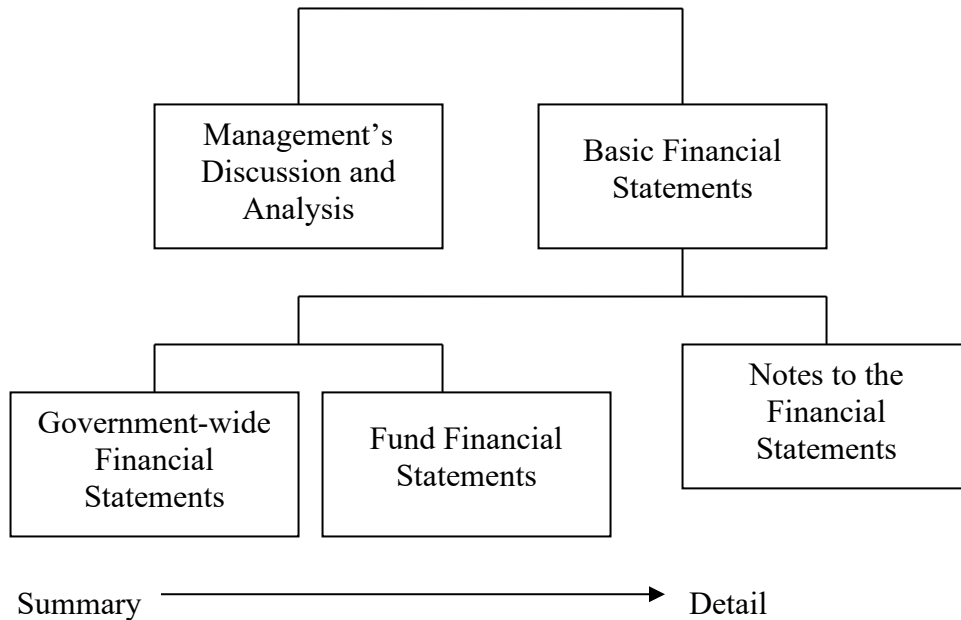 Management’s
Discussion and
Analysis
Basic Financial
Statements
Government-wide
Financial
Statements
Fund Financial
Statements
Notes to the
Financial
Statements
Summary
Detail